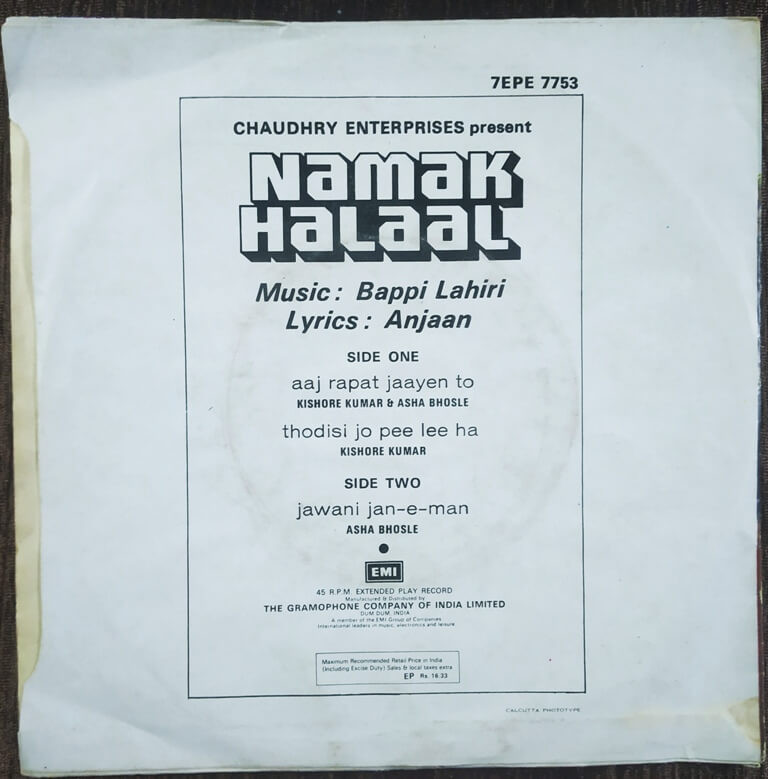 7EPE 7753
CHAUDHRY ENTERPRISES present
NamaK
HaLaaL
Music: Bappi Lahiri
Lyrics: Anjaan
SIDE ONE
aaj rapat jaayen to
KISHORE KUMAR & ASHA BHOSLE
thodisi jo pee lee ha
KISHORE KUMAR
SIDE TWO
jawani jan-e-man
ASHA BHOSLE
EMI
45 R.P.M. EXTENDED PLAY RECORD
Manufactured & Distributed by
THE GRAMOPHONE COMPANY OF INDIA LIMITED
DUM DUM, INDIA
A member of the EMI Group of Companies
International leaders in music, electronics and leisure
Maximum Recommended Retail Price in India
(including Excise Duty) Sales & local taxes extra
EP Rs. 16.33
CALCUTTA PHOTOTYPE